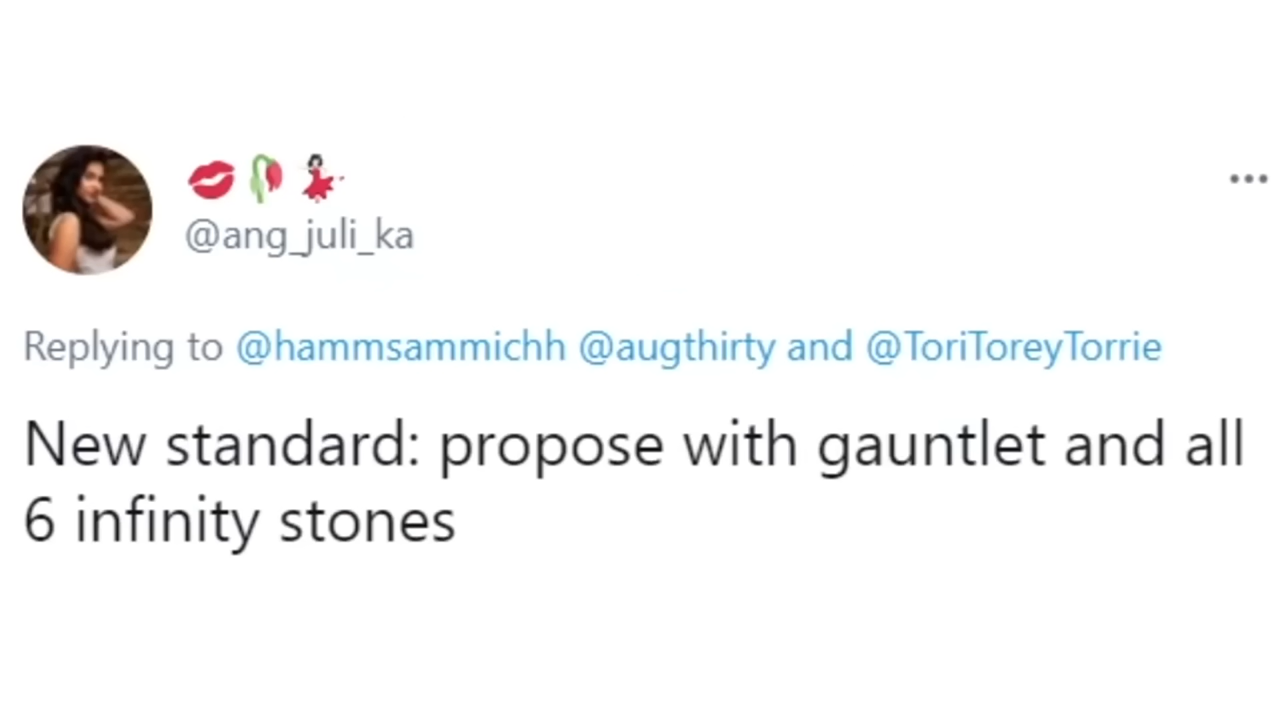 💋🥀💃🏻
@ang_juli_ka
Replying to @hammsammichh @augthirty and @ToriToreyTorrie
New standard: propose with gauntlet and all
6 infinity stones